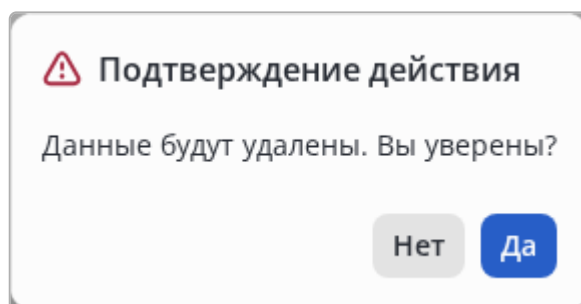 Подтверждение действия
Данные будут удалены. Вы уверены?
Нет Да